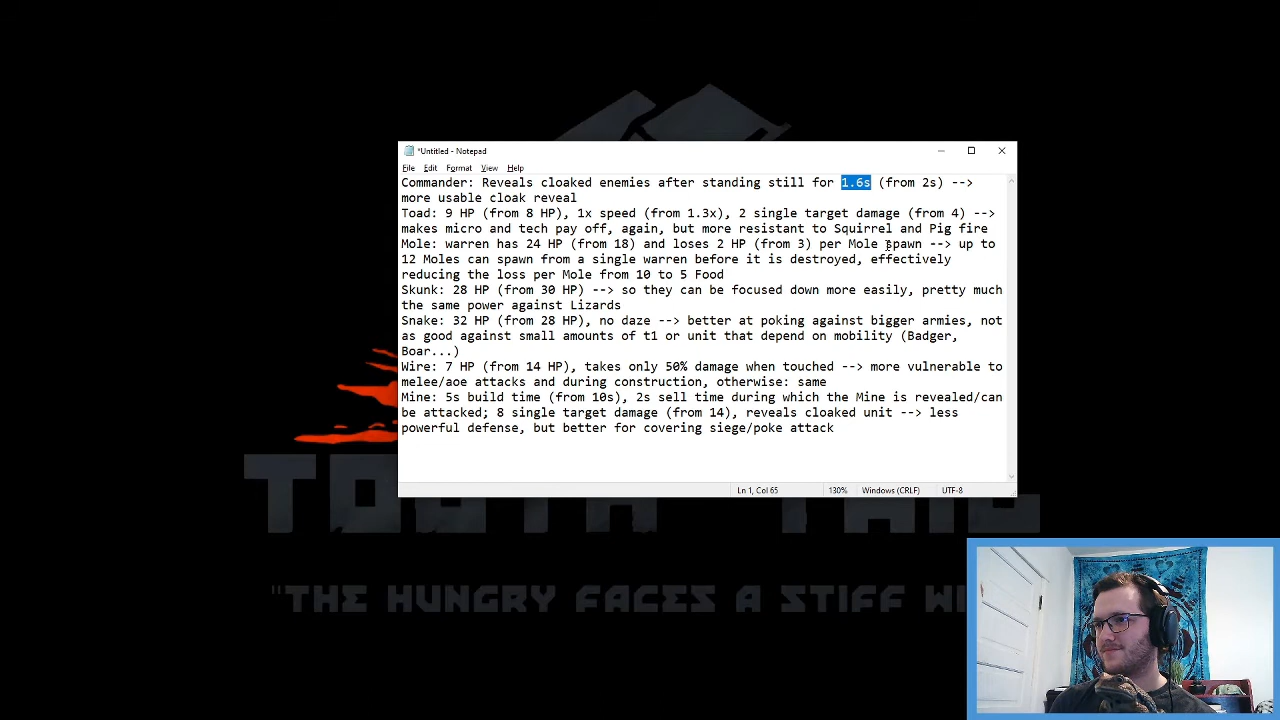 *Untitled - Notepad
File Edit Format View Help
Commander: Reveals cloaked enemies after standing still for 1.6s (from 2s) -->
more usable cloak reveal
Toad: 9 HP (from 8 HP), 1x speed (from 1.3x), 2 single target damage (from 4) -->
makes micro and tech pay off, again, but more resistant to Squirrel and Pig fire
Mole: warren has 24 HP (from 18) and loses 2 HP (from 3) per Mole spawn --> up to
12 Moles can spawn from a single warren before it is destroyed, effectively
reducing the loss per Mole from 10 to 5 Food
Skunk: 28 HP (from 30 HP) --> so they can be focused down more easily, pretty much
the same power against Lizards
Snake: 32 HP (from 28 HP), no daze --> better at poking against bigger armies, not
as good against small amounts of t1 or unit that depend on mobility (Badger,
Boar...)
Wire: 7 HP (from 14 HP), takes only 50% damage when touched --> more vulnerable to
melee/aoe attacks and during construction, otherwise: same
Mine: 5s build time (from 10s), 2s sell time during which the Mine is revealed/can
be attacked; 8 single target damage (from 14), reveals cloaked unit --> less
powerful defense, but better for covering siege/poke attack
Ln 1, Col 65 130% Windows (CRLF) UTF-8
"THE HUNGRY FACES A STIFF